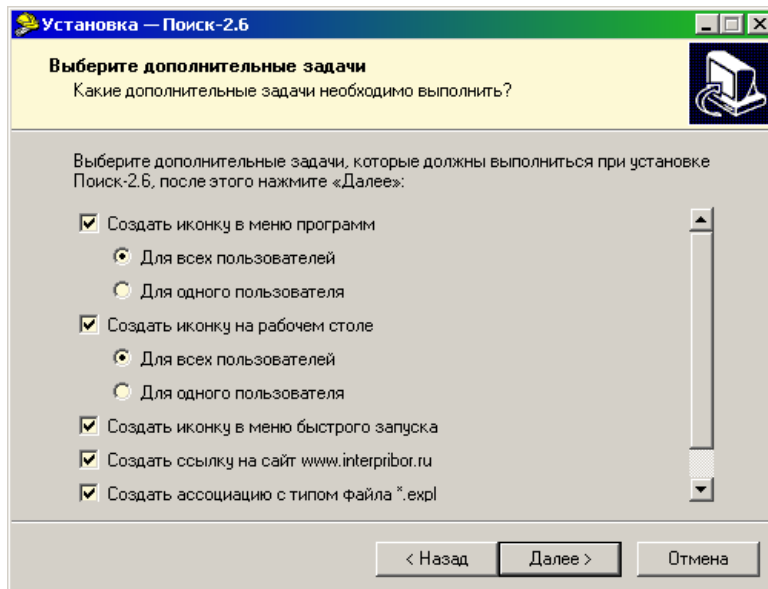 Установка — Поиск-2.6
Выберите дополнительные задачи
Какие дополнительные задачи необходимо выполнить?
Выберите дополнительные задачи, которые должны выполниться при установке
Поиск-2.6, после этого нажмите «Далее»:
Создать иконку в меню программ
Для всех пользователей
Для одного пользователя
Создать иконку на рабочем столе
Для всех пользователей
Для одного пользователя
Создать иконку в меню быстрого запуска
Создать ссылку на сайт www.interpribor.ru
Создать ассоциацию с типом файла *.expl
< Назад Далее > Отмена